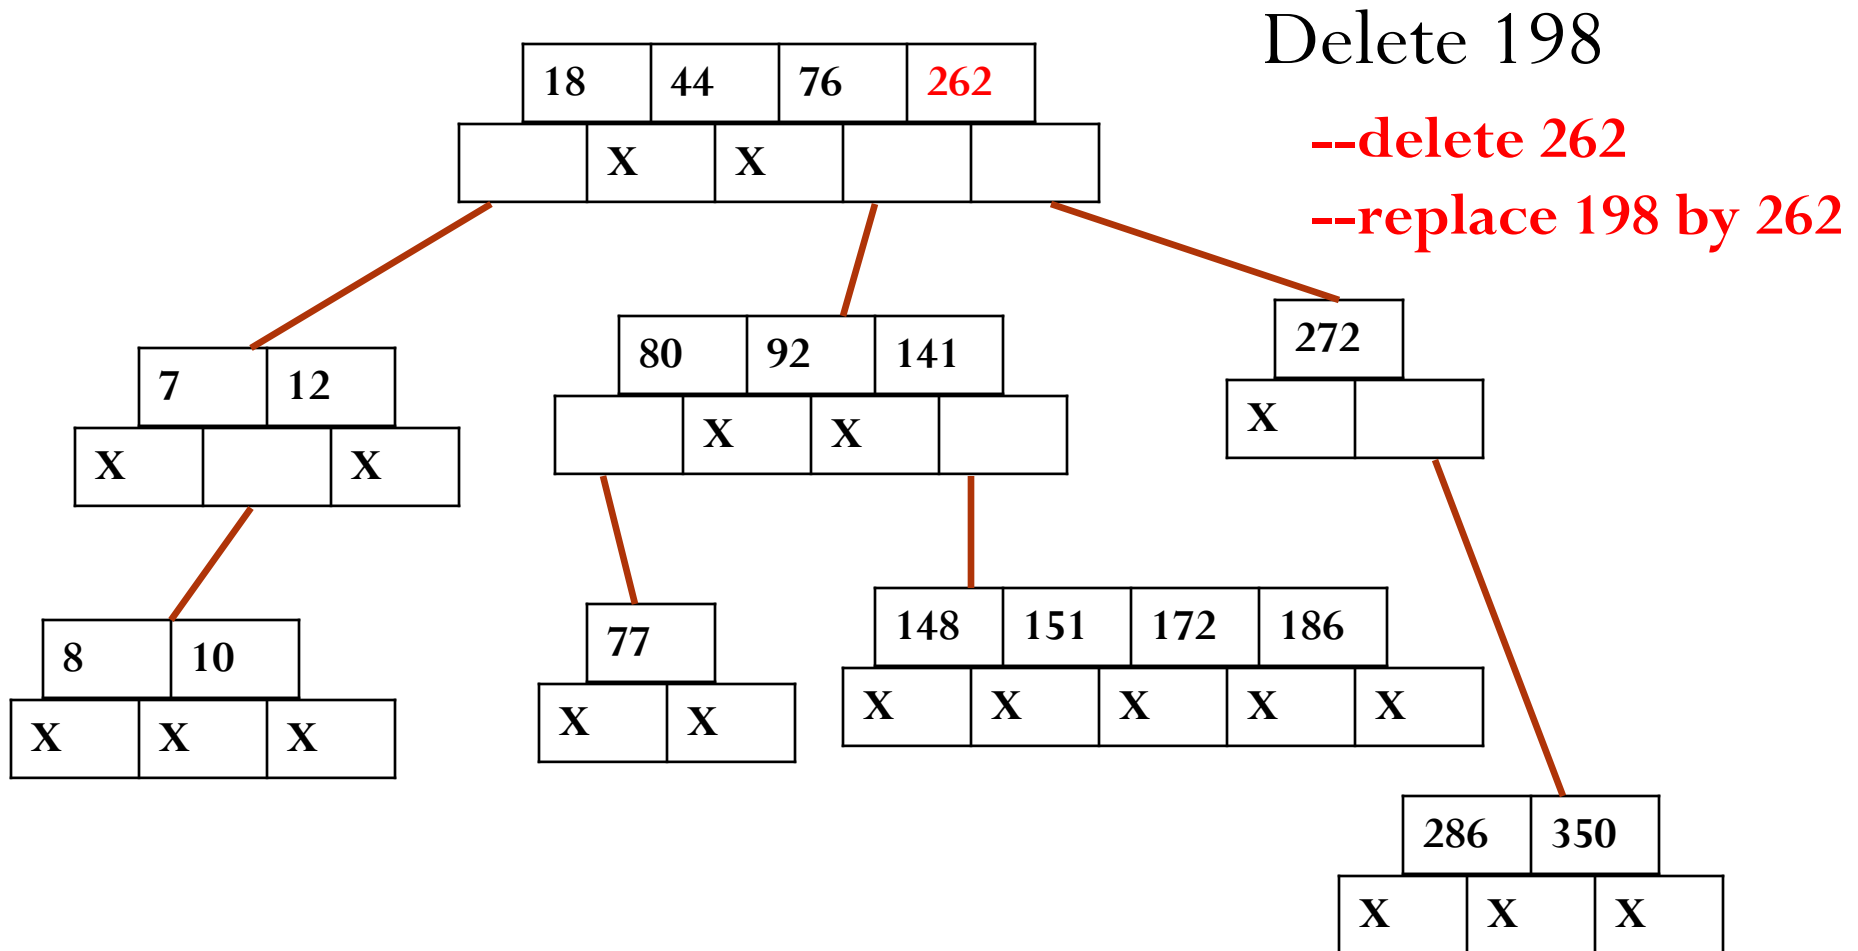 Delete 198
18 44 76 262
--delete 262
X X
--replace 198 by 262
272
80 92 141
7 12
X
X X
X X
8 10
77
148 151 172 186
X X X
X X
X X X X X
286 350
X X X